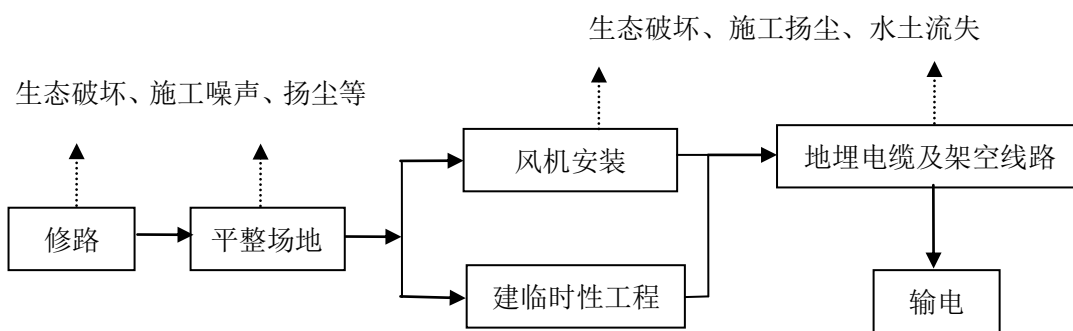 生态破坏、施工扬尘、水土流失
生态破坏、施工噪声、扬尘等
风机安装
地埋电缆及架空线路
修路
平整场地
建临时性工程
输电